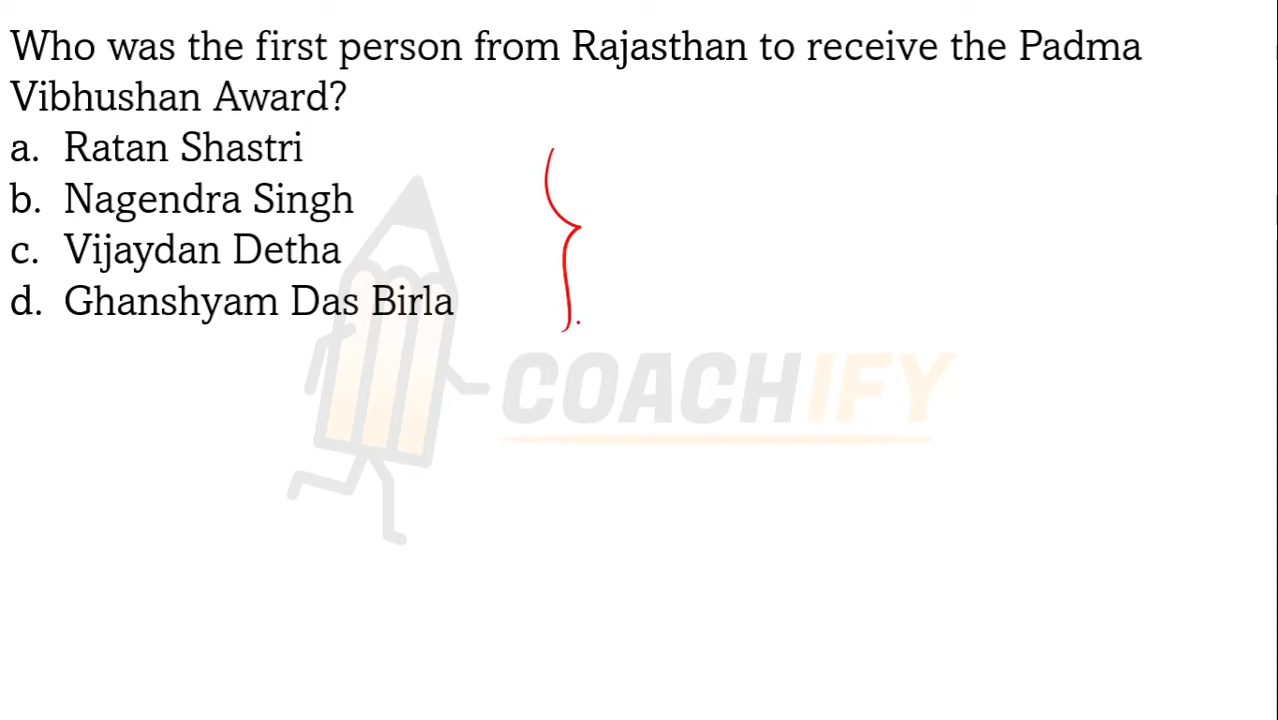 Who was the first person from Rajasthan to receive the Padma
Vibhushan Award?
a. Ratan Shastri
b. Nagendra Singh
c. Vijaydan Detha
d. Ghanshyam Das Birla
COACHIFY